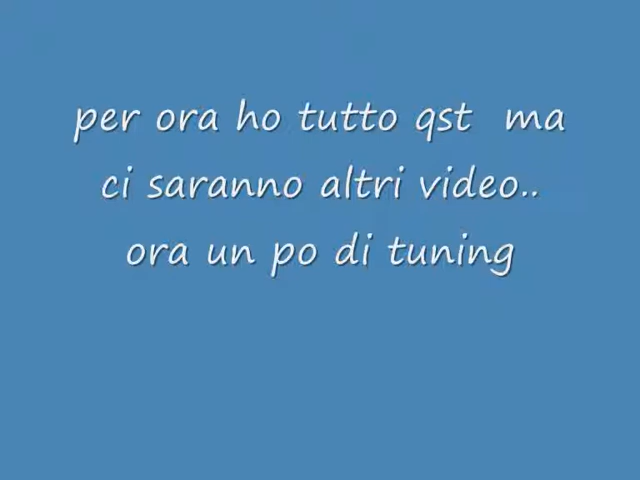 per ora ho tutto qst ma
ci saranno altri video..
ora un po di tuning